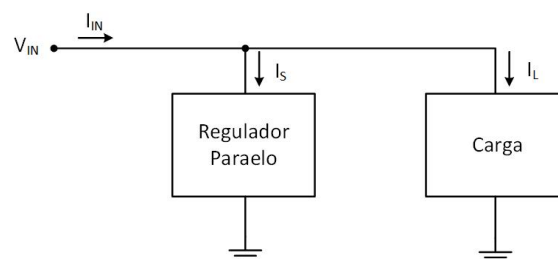 I_IN
V_IN
I_S
I_L
Regulador
Paraelo
Carga